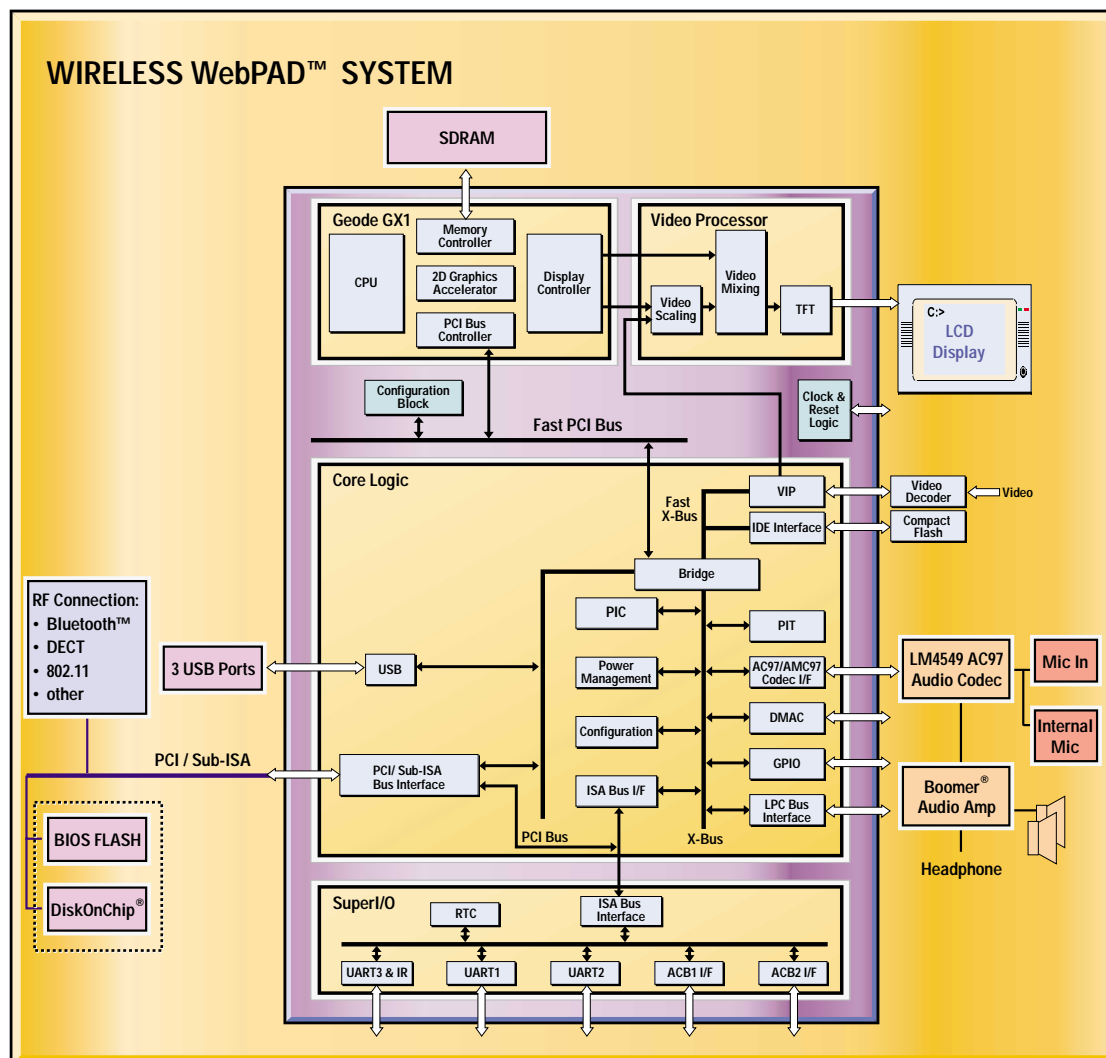 WIRELESS WebPAD™ SYSTEM
SDRAM
Geode GX1
CPU
Memory
Controller
2D Graphics
Accelerator
PCI Bus
Controller
Display
Controller
Video Processor
Video
Scaling
Video
Mixing
TFT
C:>
LCD
Display
Configuration
Block
Clock &
Reset
Logic
Fast PCI Bus
Core Logic
Fast
X-Bus
VIP
IDE Interface
Video
Decoder
Video
Compact
Flash
Bridge
PIC
PIT
USB
Power
Management
AC97/AMC97
Codec I/F
Configuration
DMAC
GPIO
PCI/ Sub-ISA
Bus Interface
ISA Bus I/F
LPC Bus
Interface
PCI Bus
X-Bus
RF Connection:
• Bluetooth™
• DECT
• 802.11
• other
3 USB Ports
PCI / Sub-ISA
BIOS FLASH
DiskOnChip®
LM4549 AC97
Audio Codec
Mic In
Internal
Mic
Boomer®
Audio Amp
Headphone
SuperI/O
RTC
ISA Bus
Interface
UART3 & IR
UART1
UART2
ACB1 I/F
ACB2 I/F